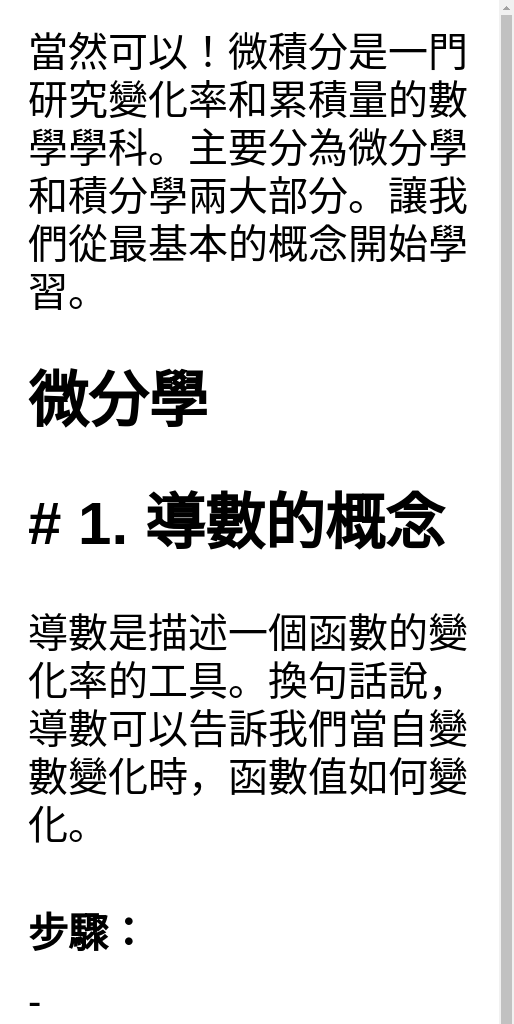 當然可以！微積分是一門
研究變化率和累積量的數
學學科。主要分為微分學
和積分學兩大部分。讓我
們從最基本的概念開始學
習。
微分學
# 1. 導數的概念
導數是描述一個函數的變
化率的工具。換句話說，
導數可以告訴我們當自變
數變化時，函數值如何變
化。
步驟：
-